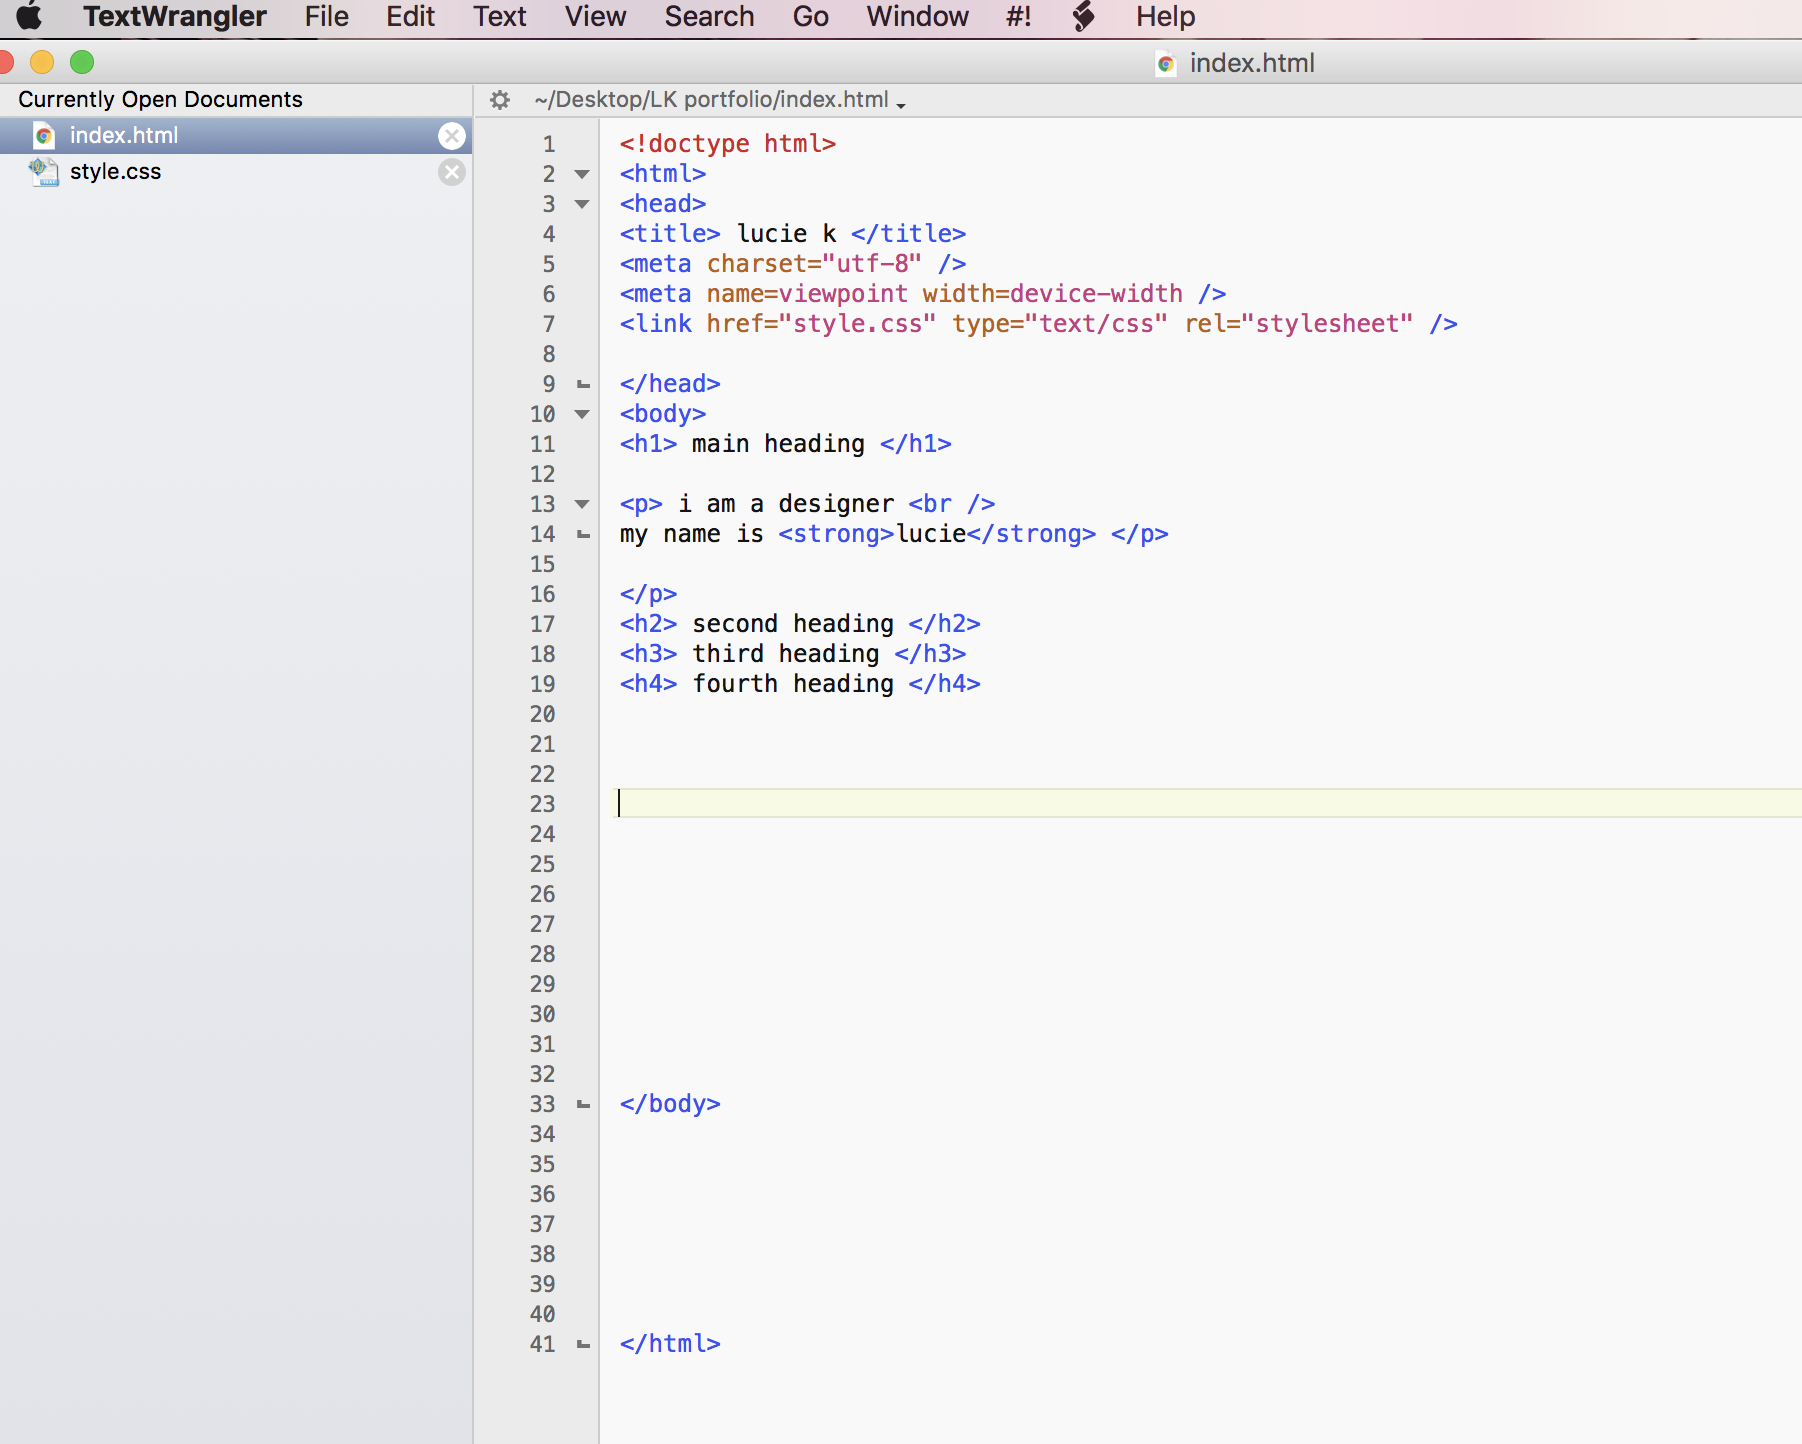 TextWrangler File Edit Text View Search Go Window #! Help
index.html
Currently Open Documents
~/Desktop/LK portfolio/index.html
index.html
style.css
1 <!doctype html>
2 <html>
3 <head>
4 <title> lucie k </title>
5 <meta charset="utf-8" />
6 <meta name=viewpoint width=device-width />
7 <link href="style.css" type="text/css" rel="stylesheet" />
8
9 </head>
10 <body>
11 <h1> main heading </h1>
12
13 <p> i am a designer <br />
14 my name is <strong>lucie</strong> </p>
15
16 </p>
17 <h2> second heading </h2>
18 <h3> third heading </h3>
19 <h4> fourth heading </h4>
20
21
22
23
24
25
26
27
28
29
30
31
32
33 </body>
34
35
36
37
38
39
40
41 </html>